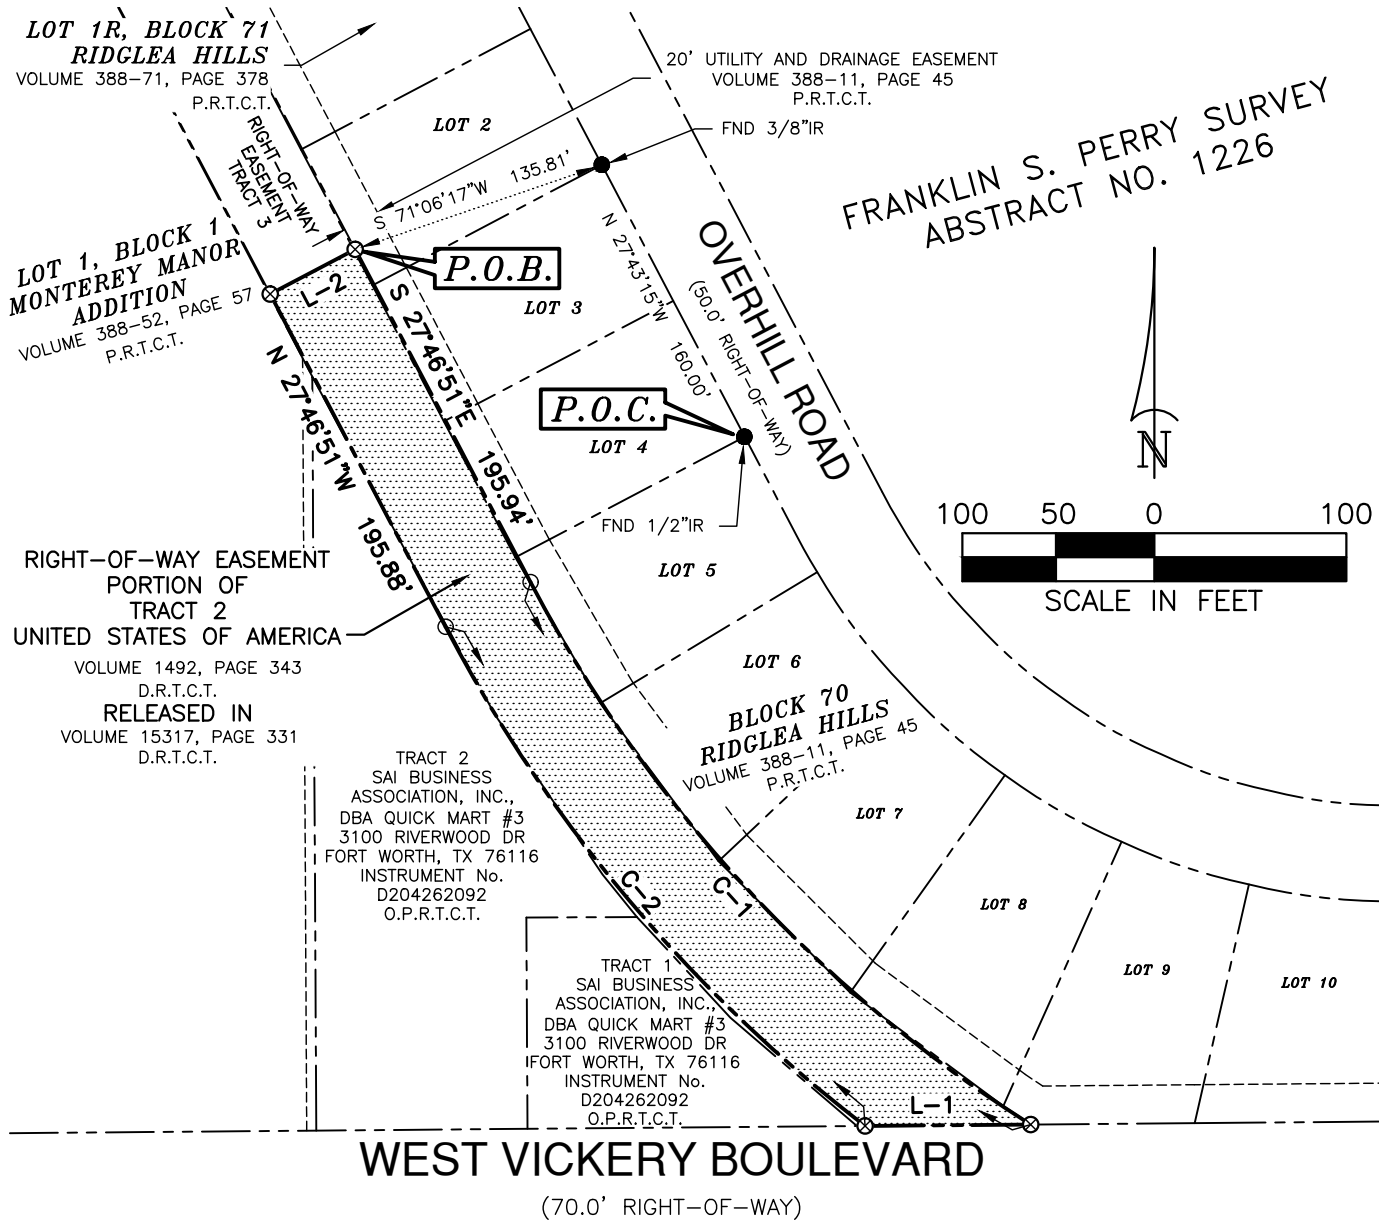 LOT 1R, BLOCK 71
RIDGLEA HILLS
VOLUME 388-71, PAGE 378
P.R.T.C.T.
RIGHT-OF-WAY
EASEMENT
TRACT 3
LOT 2
20' UTILITY AND DRAINAGE EASEMENT
VOLUME 388-11, PAGE 45
P.R.T.C.T.
FND 3/8"IR
S 71°06'17"W 135.81'
FRANKLIN S. PERRY SURVEY
ABSTRACT NO. 1226
LOT 1, BLOCK 1
MONTEREY MANOR
ADDITION
VOLUME 388-52, PAGE 57
P.R.T.C.T.
P.O.B.
L-2
LOT 3
N 27°43'15"W 160.00'
OVERHILL ROAD
(50.0' RIGHT-OF-WAY)
N
S 27°46'51"E 195.94'
N 27°46'51"W 195.88'
P.O.C.
LOT 4
FND 1/2"IR
100 50 0 100
SCALE IN FEET
LOT 5
RIGHT-OF-WAY EASEMENT
PORTION OF
TRACT 2
UNITED STATES OF AMERICA
VOLUME 1492, PAGE 343
D.R.T.C.T.
RELEASED IN
VOLUME 15317, PAGE 331
D.R.T.C.T.
LOT 6
BLOCK 70
RIDGLEA HILLS
VOLUME 388-11, PAGE 45
P.R.T.C.T.
TRACT 2
SAI BUSINESS
ASSOCIATION, INC.,
DBA QUICK MART #3
3100 RIVERWOOD DR
FORT WORTH, TX 76116
INSTRUMENT No.
D204262092
O.P.R.T.C.T.
LOT 7
C-2
C-1
LOT 8
LOT 9
LOT 10
TRACT 1
SAI BUSINESS
ASSOCIATION, INC.,
DBA QUICK MART #3
3100 RIVERWOOD DR
FORT WORTH, TX 76116
INSTRUMENT No.
D204262092
O.P.R.T.C.T.
L-1
WEST VICKERY BOULEVARD
(70.0' RIGHT-OF-WAY)